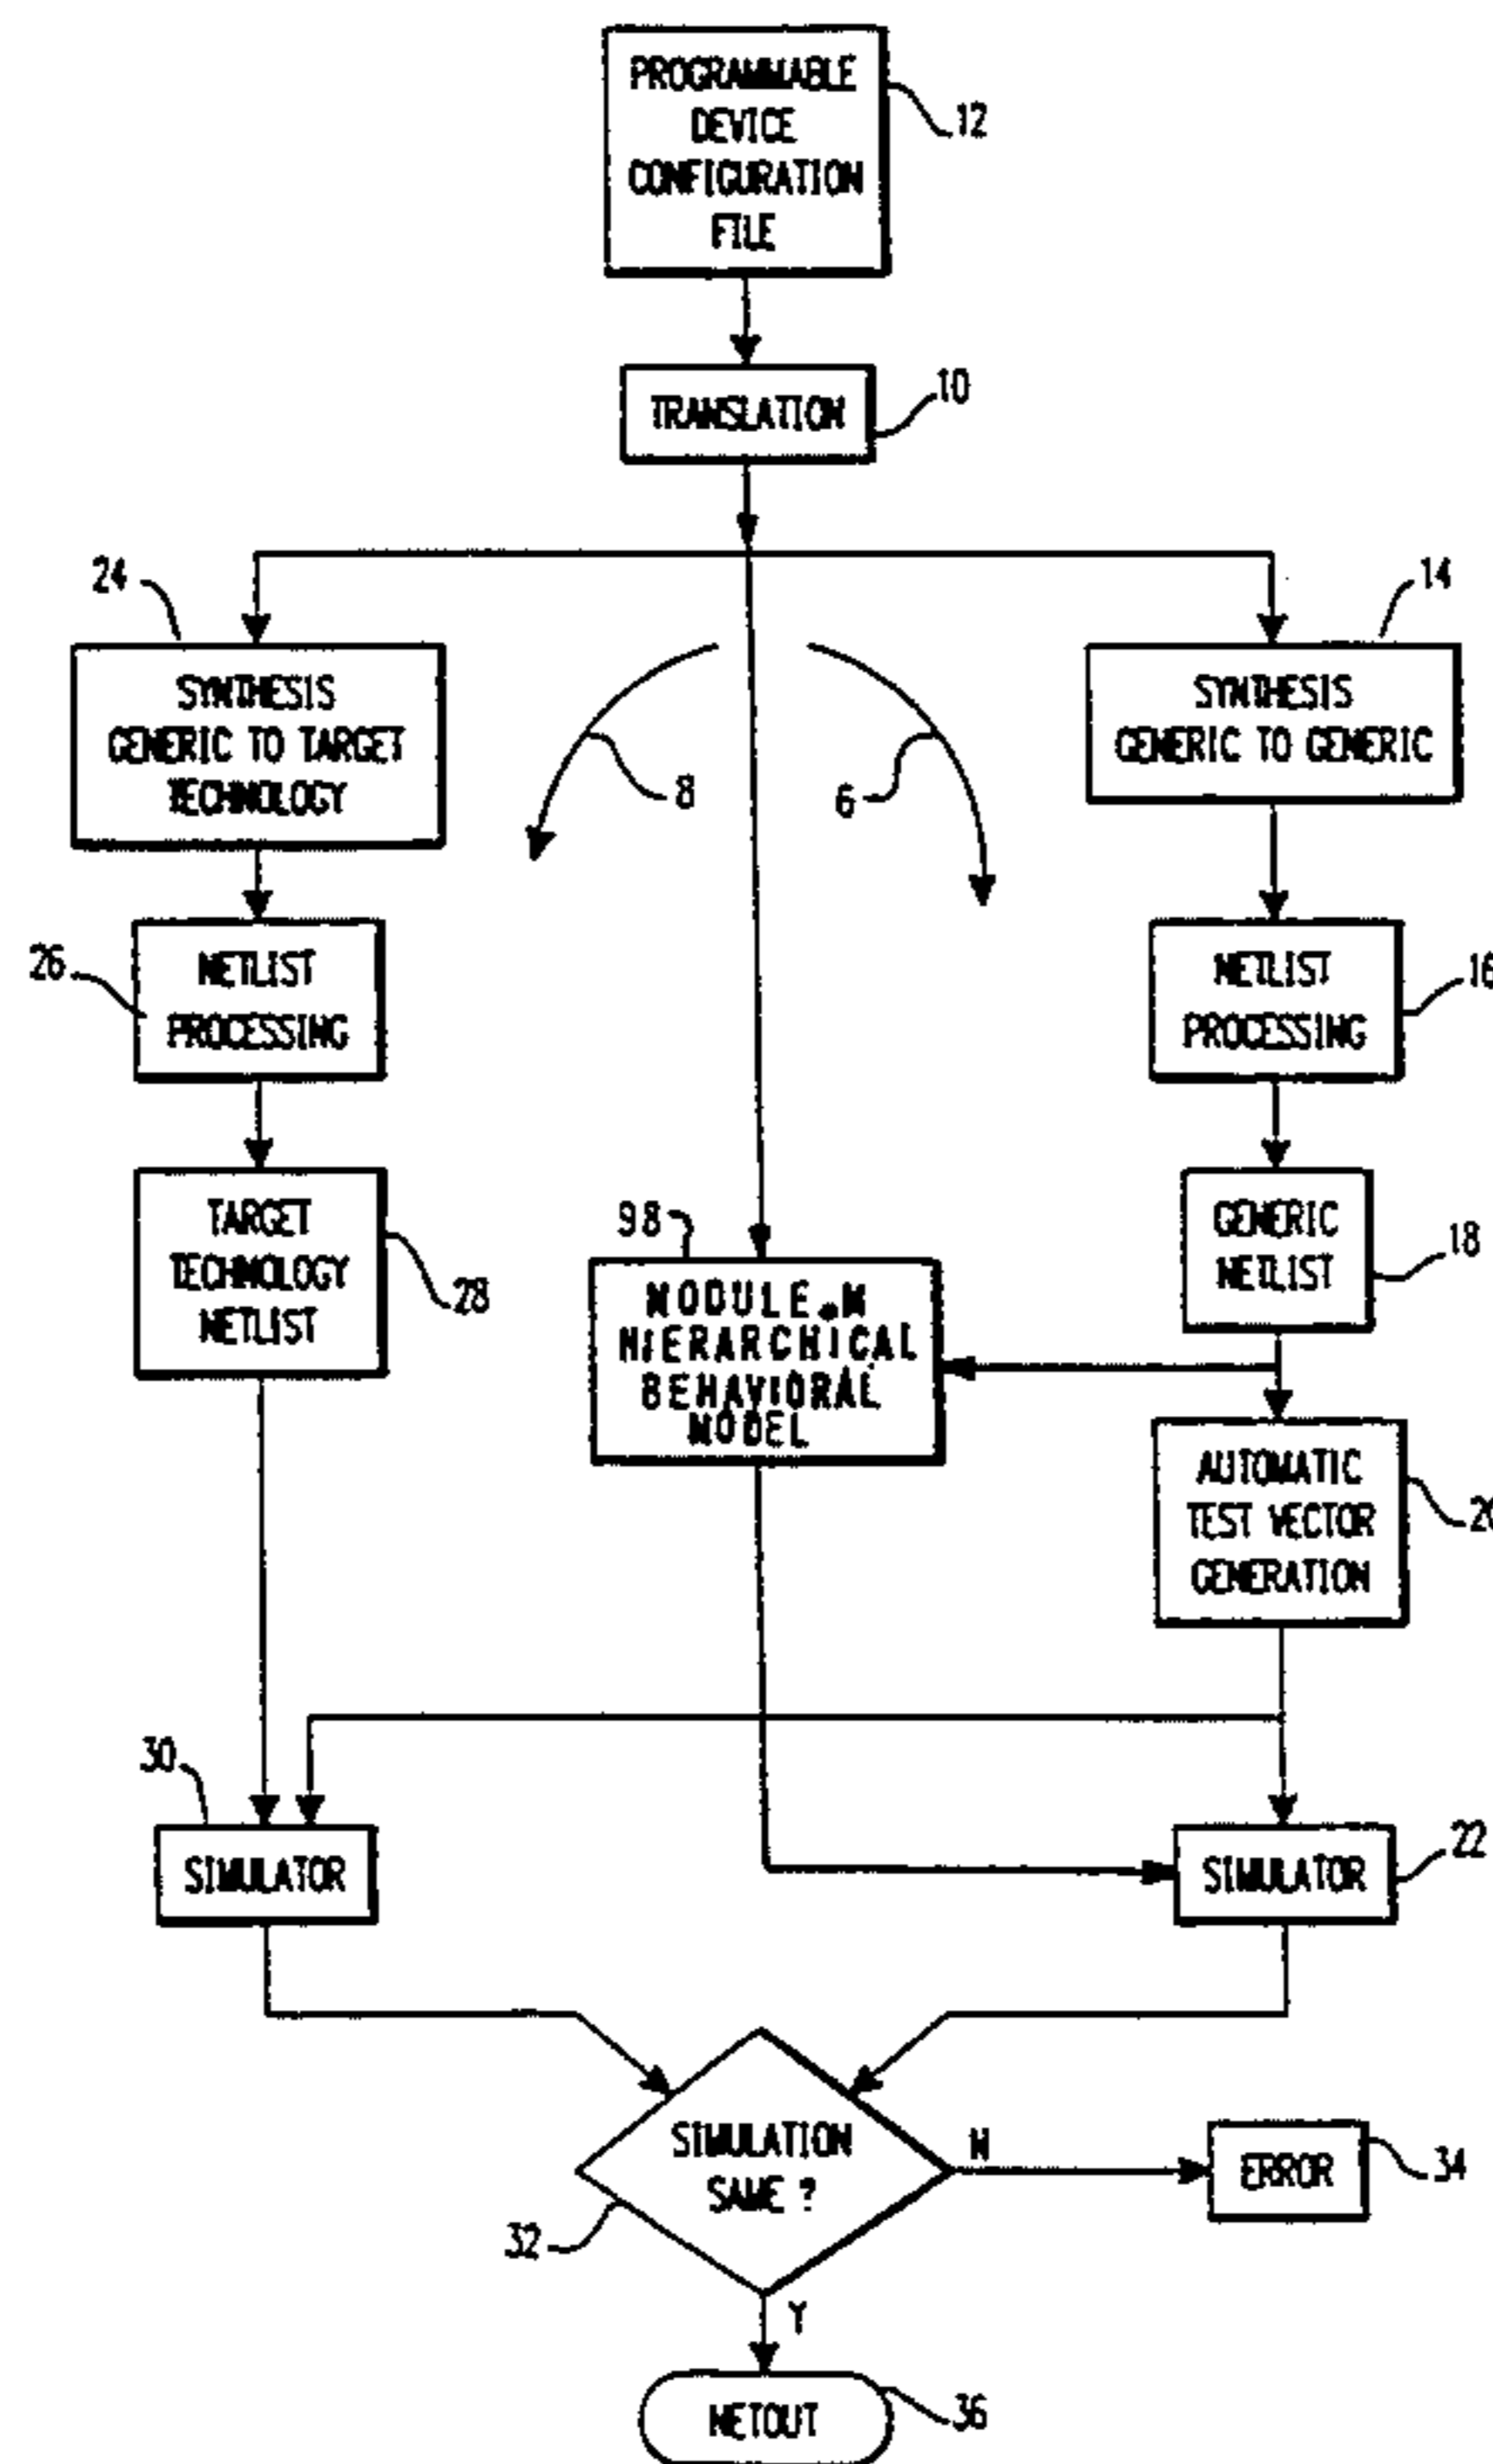 PROGRAMMABLE
DEVICE
CONFIGURATION
FILE
12
TRANSLATION
10
24
SYNTHESIS
GENERIC TO TARGET
TECHNOLOGY
8
6
14
SYNTHESIS
GENERIC TO GENERIC
26
NETLIST
PROCESSING
NETLIST
PROCESSING
16
TARGET
TECHNOLOGY
NETLIST
28
98
MODULE.M
HIERARCHICAL
BEHAVIORAL
MODEL
GENERIC
NETLIST
18
AUTOMATIC
TEST VECTOR
GENERATION
20
30
SIMULATOR
SIMULATOR
22
SIMULATION
SAME ?
32
N
ERROR
34
Y
NETOUT
36